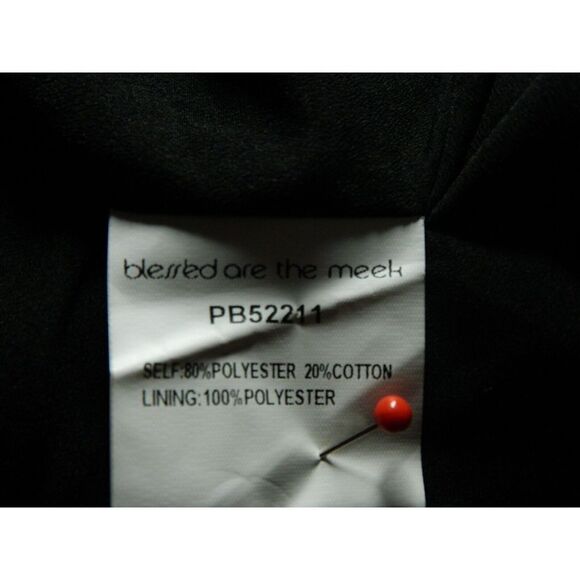 blessed are the meek
PB52211
SELF:80%POLYESTER 20%COTTON
LINING:100%POLYESTER